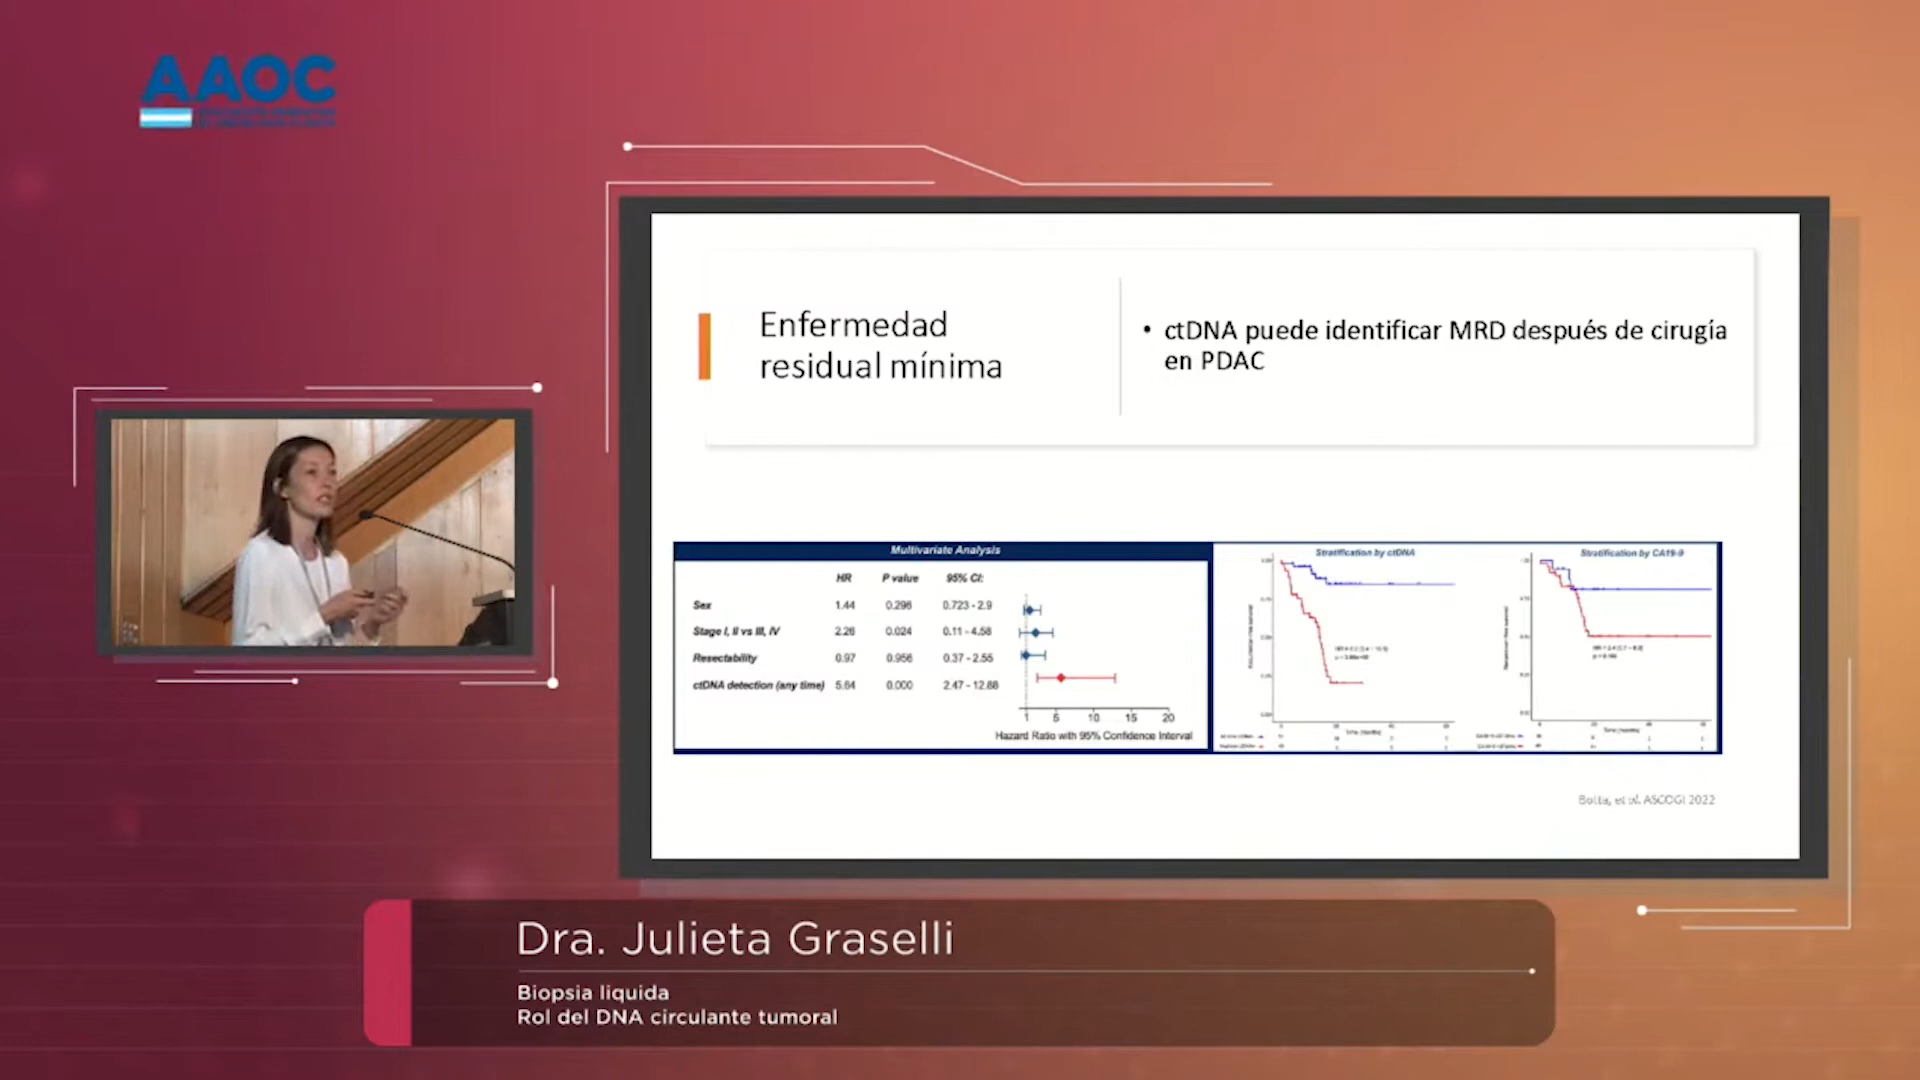 AAOC
Enfermedad
residual mínima
• ctDNA puede identificar MRD después de cirugía
en PDAC
Multivariate Analysis
HR P value 95% CI:
Sex 1.44 0.296 0.723 - 2.9
Stage I, II vs III, IV 2.26 0.024 0.11 - 4.58
Resectability 0.97 0.956 0.37 - 2.55
ctDNA detection (any time) 5.64 0.000 2.47 - 12.88
1 5 10 15 20
Hazard Ratio with 95% Confidence Interval
Stratification by ctDNA
Time (months)
Stratification by CA19-9
Time (months)
Botta, et al. ASCOGI 2022
Dra. Julieta Graselli
Biopsia liquida
Rol del DNA circulante tumoral